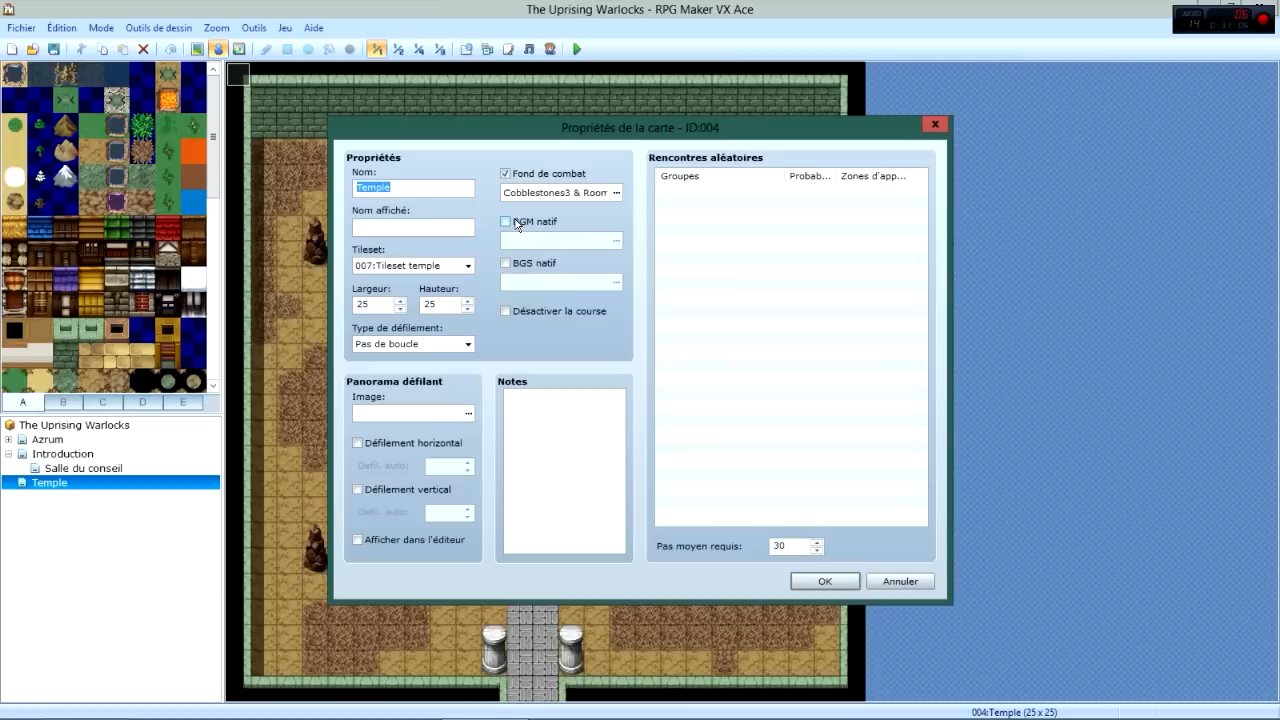 The Uprising Warlocks - RPG Maker VX Ace
Fichier Édition Mode Outils de dessin Zoom Outils Jeu Aide
Propriétés de la carte - ID:004
Propriétés
Nom:
Temple
Nom affiché:
Tileset:
007:Tileset temple
Largeur: Hauteur:
25 25
Type de défilement:
Pas de boucle
Fond de combat
Cobblestones3 & Room
BGM natif
BGS natif
Désactiver la course
Panorama défilant
Image:
Défilement horizontal
Défil. auto:
Défilement vertical
Défil. auto:
Afficher dans l'éditeur
Notes
Rencontres aléatoires
Groupes Probab... Zones d'app...
Pas moyen requis: 30
OK Annuler
A B C D E
The Uprising Warlocks
Azrum
Introduction
Salle du conseil
Temple
004:Temple (25 x 25)